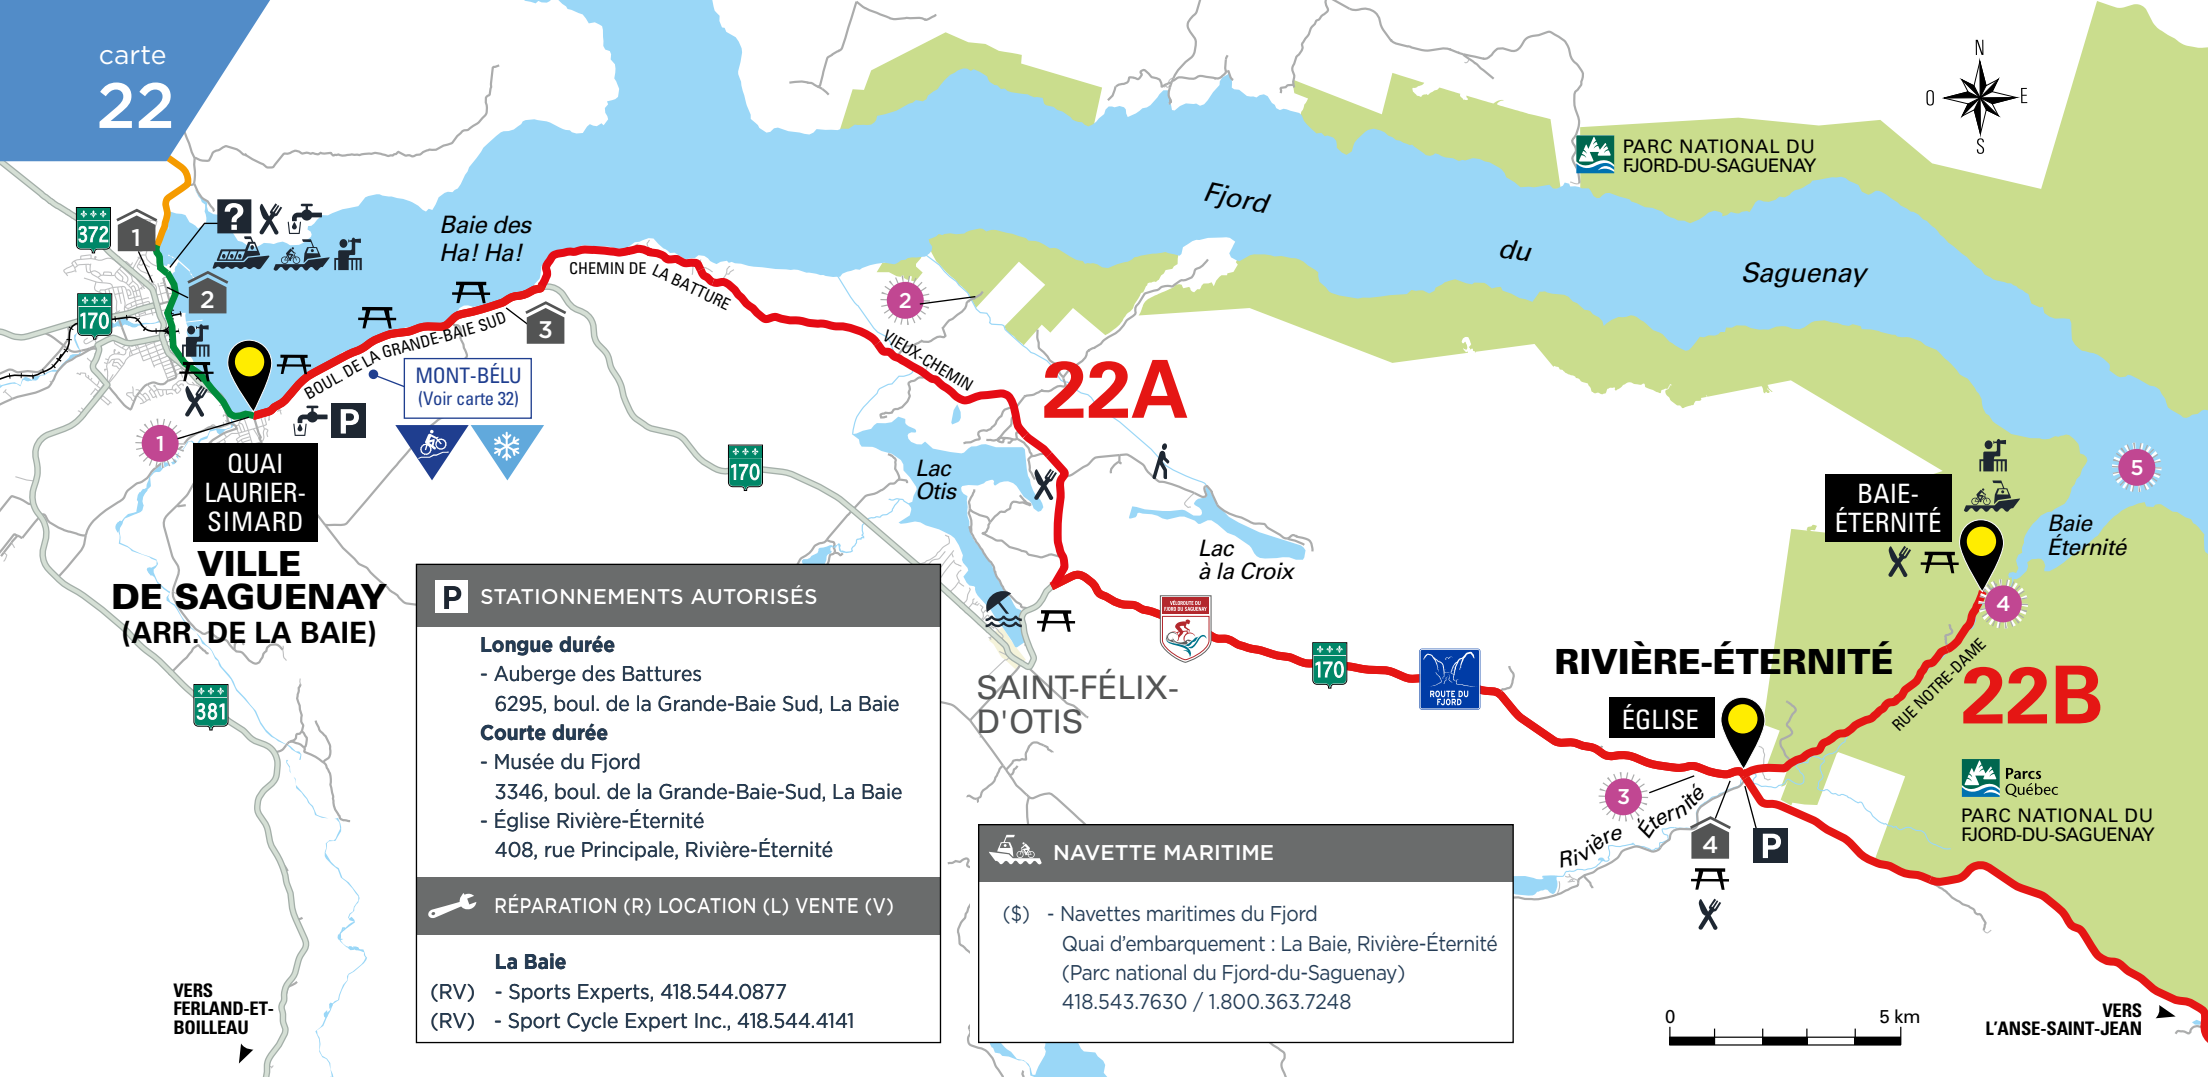 carte
22
N
O
E
S
PARC NATIONAL DU
FJORD-DU-SAGUENAY
Fjord
du
Saguenay
372
1
?
2
170
Baie des
Ha! Ha!
CHEMIN DE LA BATTURE
2
3
BOUL. DE LA GRANDE-BAIE SUD
VIEUX-CHEMIN
MONT-BÉLU
(Voir carte 32)
22A
P
1
QUAI
LAURIER-
SIMARD
VILLE
DE SAGUENAY
(ARR. DE LA BAIE)
170
Lac
Otis
Lac
à la Croix
5
BAIE-
ÉTERNITÉ
Baie
Éternité
4
P STATIONNEMENTS AUTORISÉS
Longue durée
- Auberge des Battures
6295, boul. de la Grande-Baie Sud, La Baie
Courte durée
- Musée du Fjord
3346, boul. de la Grande-Baie-Sud, La Baie
- Église Rivière-Éternité
408, rue Principale, Rivière-Éternité
RÉPARATION (R) LOCATION (L) VENTE (V)
La Baie
(RV) - Sports Experts, 418.544.0877
(RV) - Sport Cycle Expert Inc., 418.544.4141
VÉLOROUTE DU
FJORD DU SAGUENAY
170
ROUTE DU
FJORD
SAINT-FÉLIX-
D'OTIS
RIVIÈRE-ÉTERNITÉ
ÉGLISE
RUE NOTRE-DAME
22B
381
3
Rivière Éternité
4
P
Parcs
Québec
PARC NATIONAL DU
FJORD-DU-SAGUENAY
NAVETTE MARITIME
($) - Navettes maritimes du Fjord
Quai d'embarquement : La Baie, Rivière-Éternité
(Parc national du Fjord-du-Saguenay)
418.543.7630 / 1.800.363.7248
VERS
FERLAND-ET-
BOILLEAU
0
5 km
VERS
L'ANSE-SAINT-JEAN